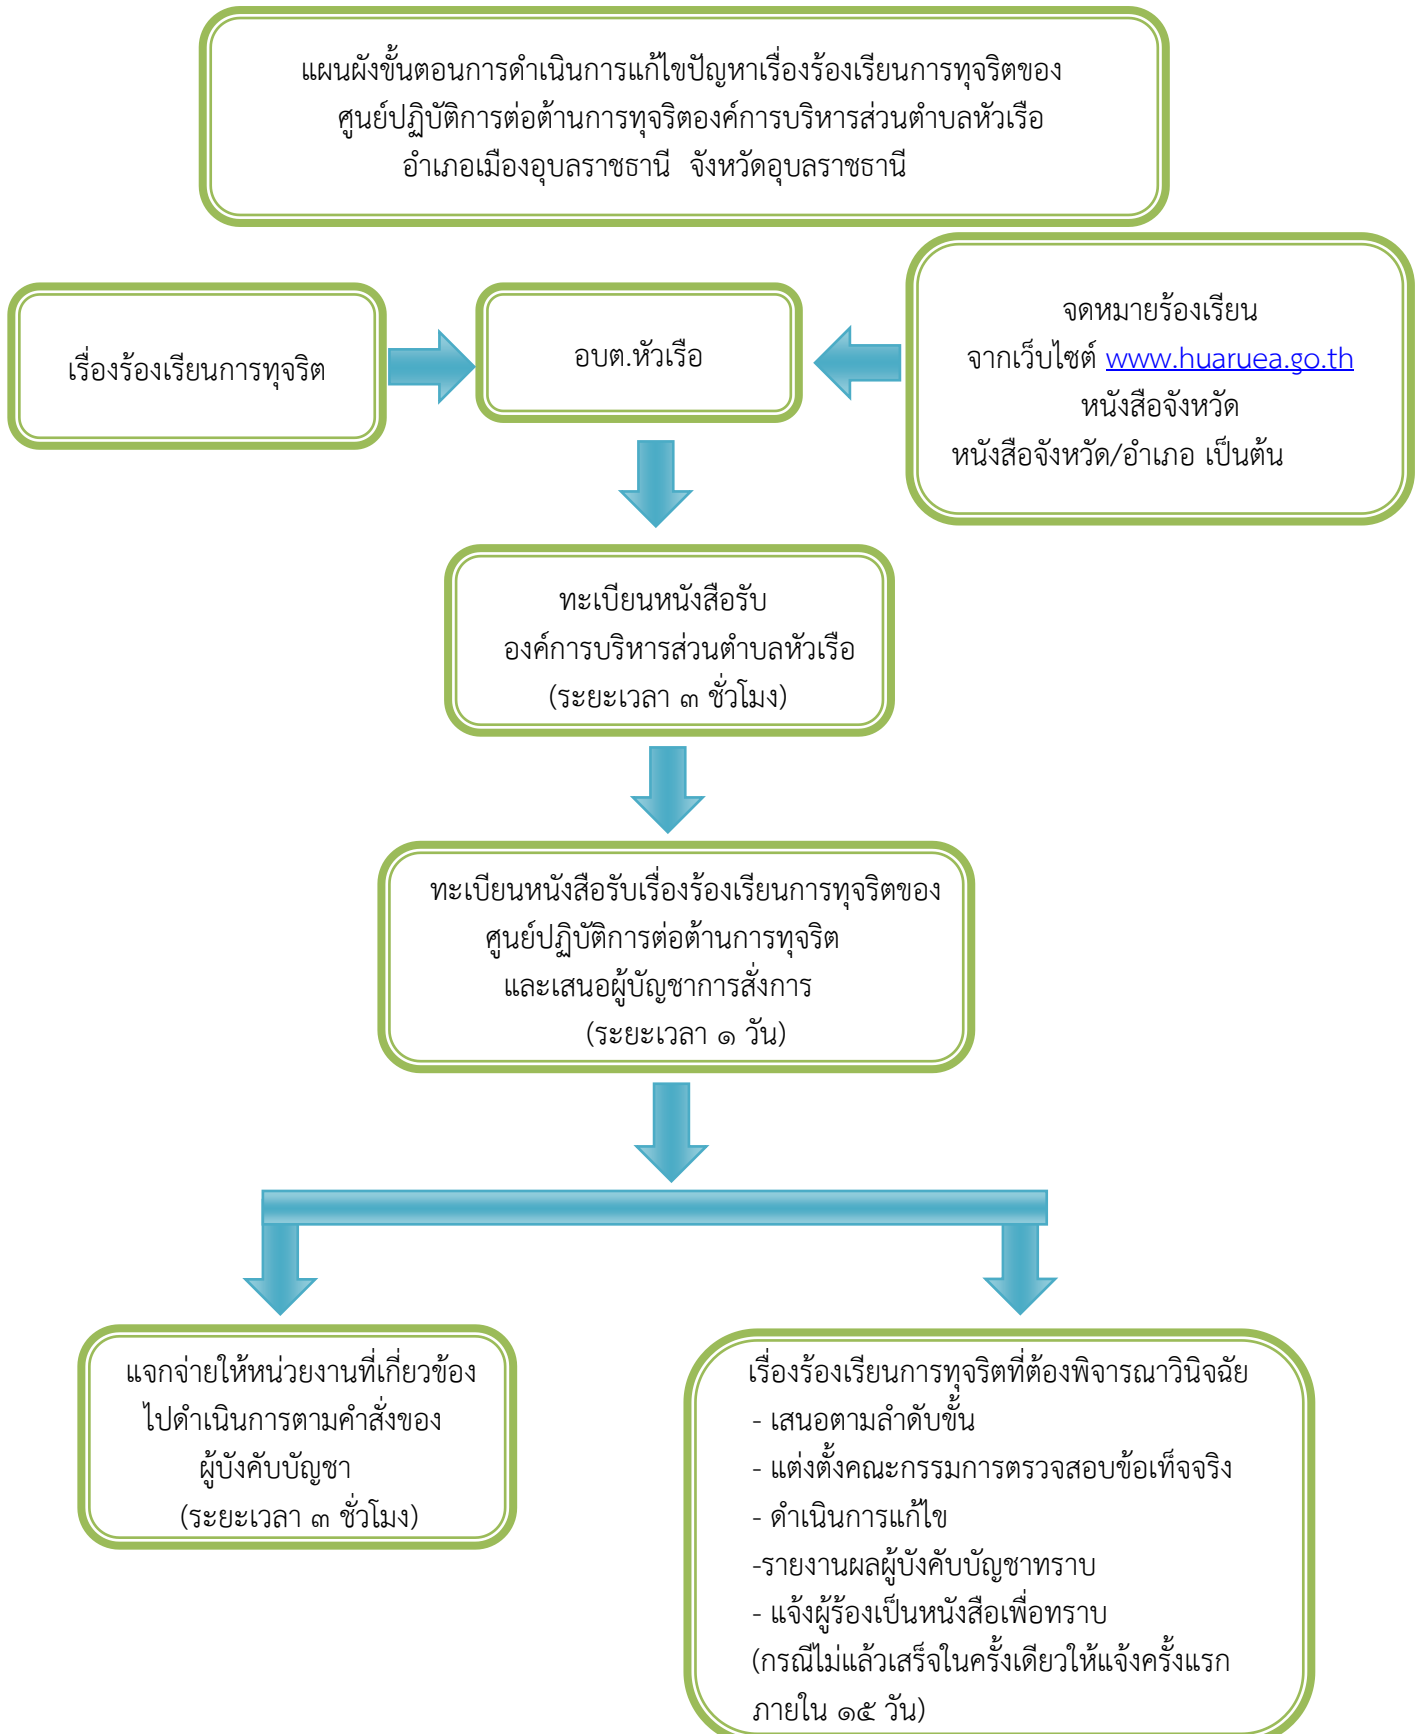 แผนผังขั้นตอนการดำเนินการแก้ไขปัญหาเรื่องร้องเรียนการทุจริตของ
ศูนย์ปฏิบัติการต่อต้านการทุจริตองค์การบริหารส่วนตำบลหัวเรือ
อำเภอเมืองอุบลราชธานี จังหวัดอุบลราชธานี
เรื่องร้องเรียนการทุจริต
อบต.หัวเรือ
จดหมายร้องเรียน
จากเว็บไซต์ www.huaruea.go.th
หนังสือจังหวัด
หนังสือจังหวัด/อำเภอ เป็นต้น
ทะเบียนหนังสือรับ
องค์การบริหารส่วนตำบลหัวเรือ
(ระยะเวลา ๓ ชั่วโมง)
ทะเบียนหนังสือรับเรื่องร้องเรียนการทุจริตของ
ศูนย์ปฏิบัติการต่อต้านการทุจริต
และเสนอผู้บัญชาการสั่งการ
(ระยะเวลา ๑ วัน)
แจกจ่ายให้หน่วยงานที่เกี่ยวข้อง
ไปดำเนินการตามคำสั่งของ
ผู้บังคับบัญชา
(ระยะเวลา ๓ ชั่วโมง)
เรื่องร้องเรียนการทุจริตที่ต้องพิจารณาวินิจฉัย
- เสนอตามลำดับขั้น
- แต่งตั้งคณะกรรมการตรวจสอบข้อเท็จจริง
- ดำเนินการแก้ไข
-รายงานผลผู้บังคับบัญชาทราบ
- แจ้งผู้ร้องเป็นหนังสือเพื่อทราบ
(กรณีไม่แล้วเสร็จในครั้งเดียวให้แจ้งครั้งแรก
ภายใน ๑๕ วัน)